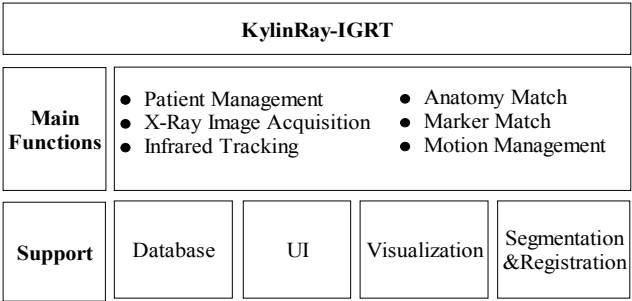 KylinRay-IGRT
Main
Functions
● Patient Management
● X-Ray Image Acquisition
● Infrared Tracking
● Anatomy Match
● Marker Match
● Motion Management
Support
Database
UI
Visualization
Segmentation
&Registration